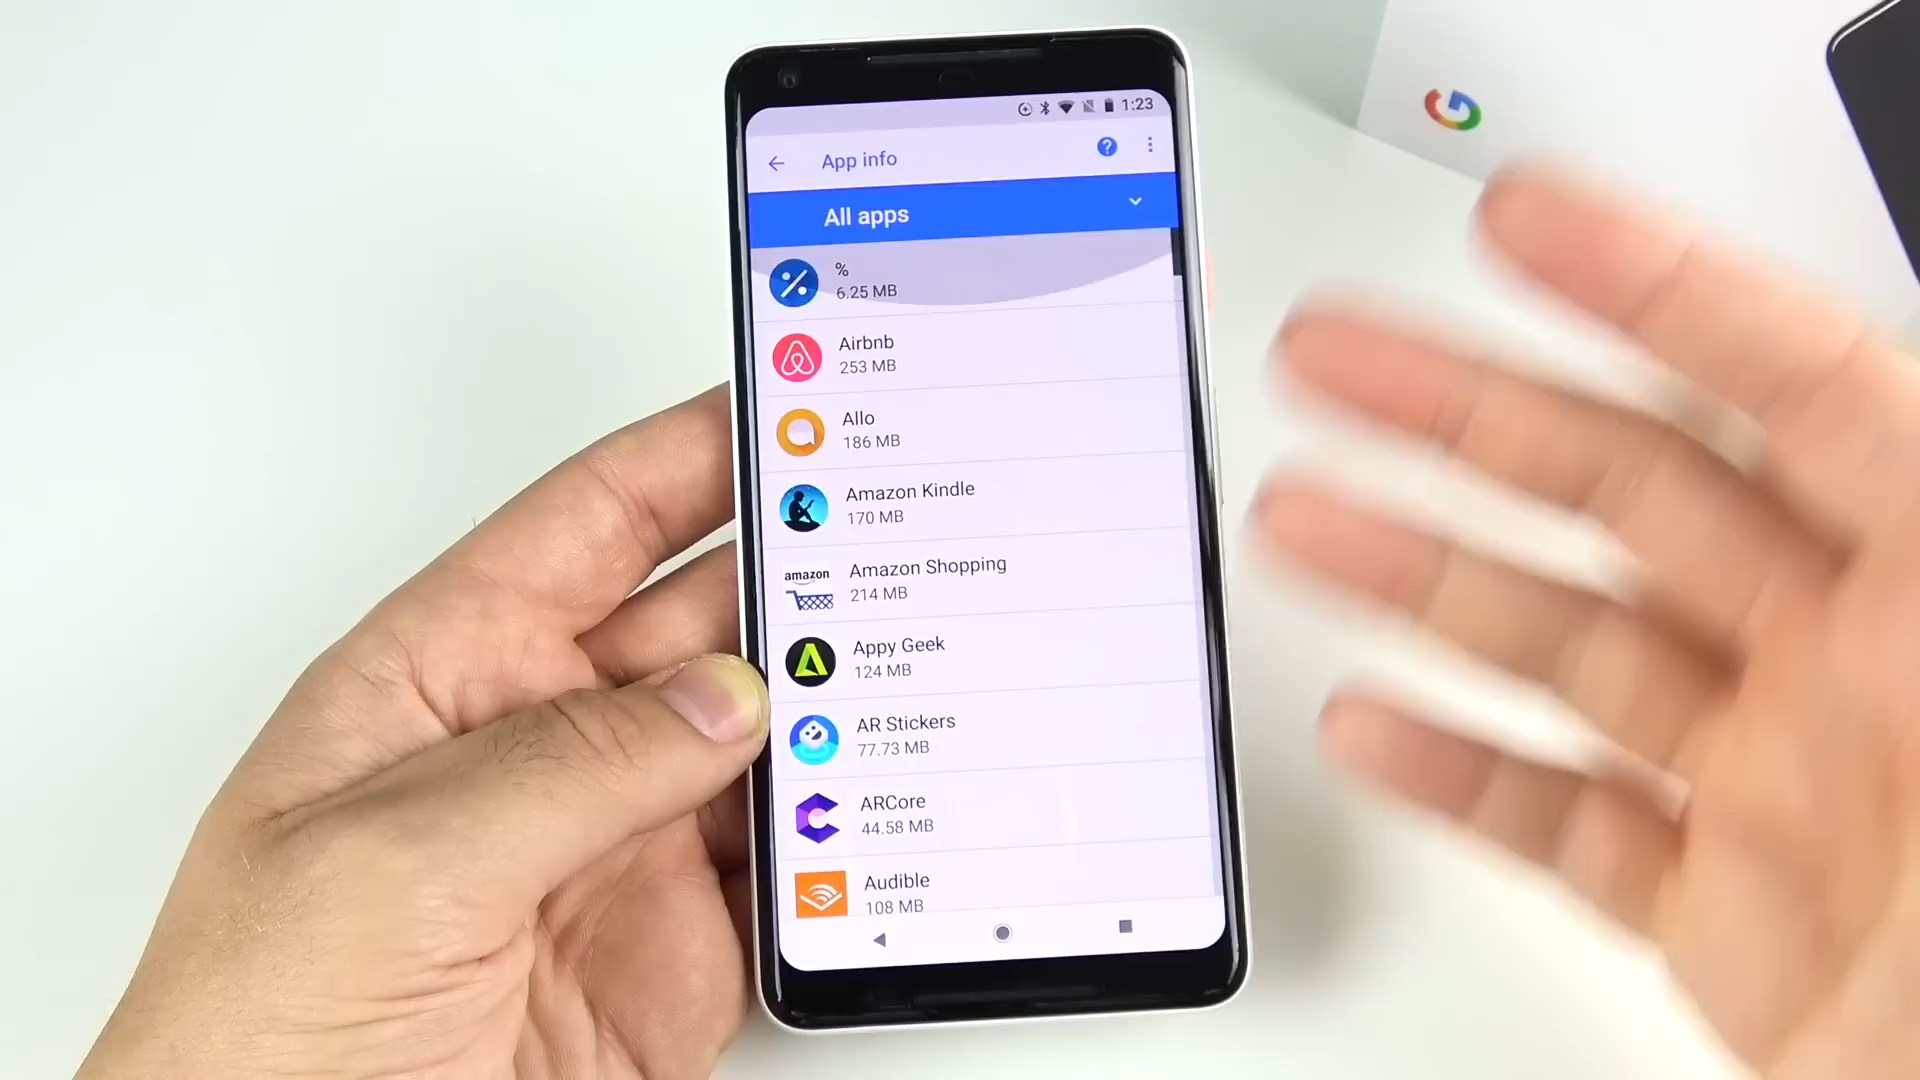 1:23
App info
All apps
%
6.25 MB
Airbnb
253 MB
Allo
186 MB
Amazon Kindle
170 MB
amazon
Amazon Shopping
214 MB
Appy Geek
124 MB
AR Stickers
77.73 MB
ARCore
44.58 MB
Audible
108 MB